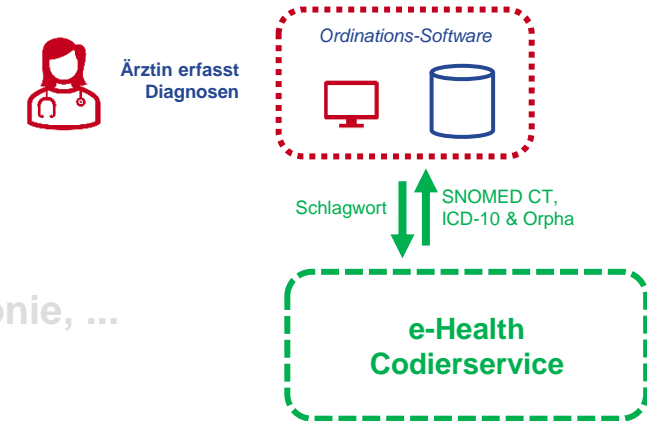 Ordinations-Software
Ärztin erfasst
Diagnosen
Schlagwort
SNOMED CT,
ICD-10 & Orpha
onie, ...
e-Health
Codierservice